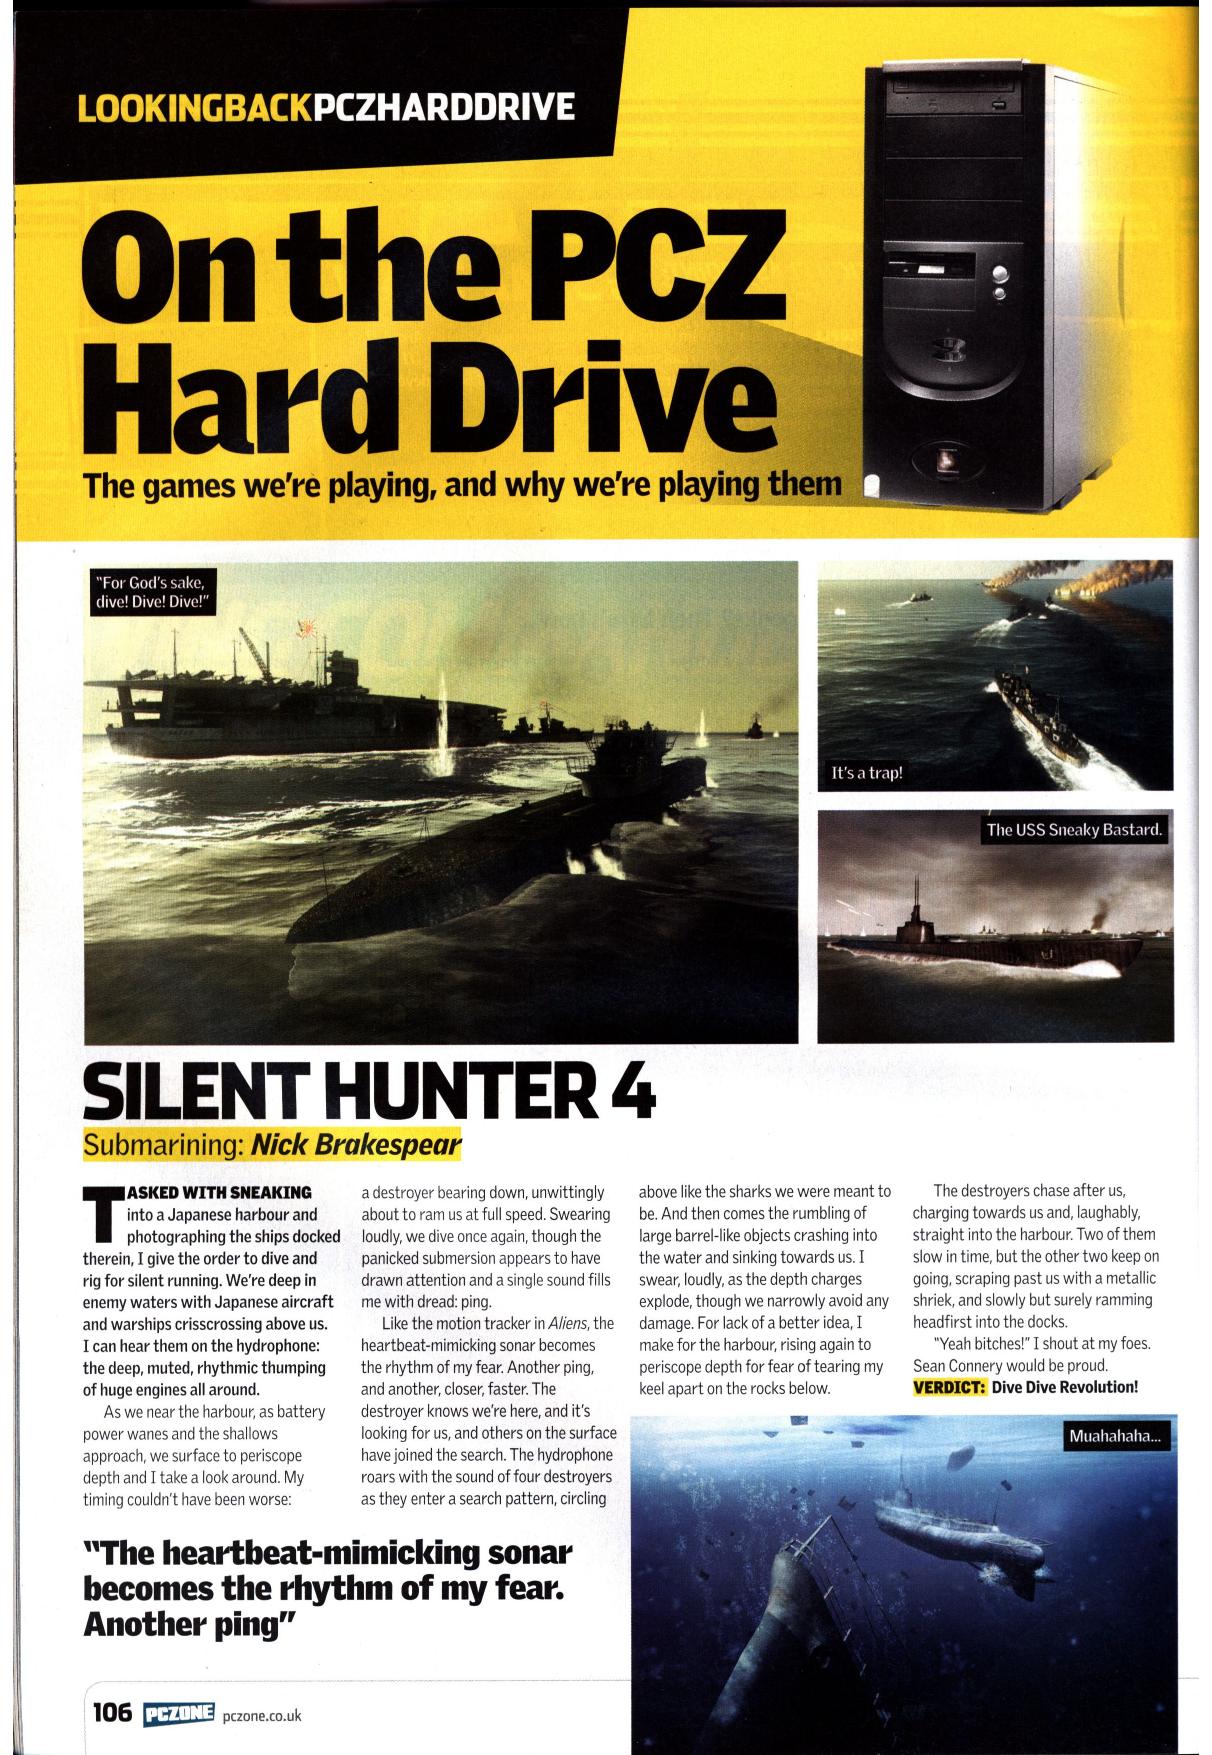 LOOKINGBACKPCZHARDDRIVE
On the PCZ
Hard Drive
The games we're playing, and why we're playing them
"For God's sake,
dive! Dive! Dive!"
It's a trap!
The USS Sneaky Bastard.
SILENT HUNTER 4
Submarining: Nick Brakespear
TASKED WITH SNEAKING
into a Japanese harbour and
photographing the ships docked
therein, I give the order to dive and
rig for silent running. We're deep in
enemy waters with Japanese aircraft
and warships crisscrossing above us.
I can hear them on the hydrophone:
the deep, muted, rhythmic thumping
of huge engines all around.
As we near the harbour, as battery
power wanes and the shallows
approach, we surface to periscope
depth and I take a look around. My
timing couldn't have been worse:
a destroyer bearing down, unwittingly
about to ram us at full speed. Swearing
loudly, we dive once again, though the
panicked submersion appears to have
drawn attention and a single sound fills
me with dread: ping.
Like the motion tracker in Aliens, the
heartbeat-mimicking sonar becomes
the rhythm of my fear. Another ping,
and another, closer, faster. The
destroyer knows we're here, and it's
looking for us, and others on the surface
have joined the search. The hydrophone
roars with the sound of four destroyers
as they enter a search pattern, circling
above like the sharks we were meant to
be. And then comes the rumbling of
large barrel-like objects crashing into
the water and sinking towards us. I
swear, loudly, as the depth charges
explode, though we narrowly avoid any
damage. For lack of a better idea, I
make for the harbour, rising again to
periscope depth for fear of tearing my
keel apart on the rocks below.
The destroyers chase after us,
charging towards us and, laughably,
straight into the harbour. Two of them
slow in time, but the other two keep on
going, scraping past us with a metallic
shriek, and slowly but surely ramming
headfirst into the docks.
"Yeah bitches!" I shout at my foes.
Sean Connery would be proud.
VERDICT: Dive Dive Revolution!
Muahahaha...
"The heartbeat-mimicking sonar
becomes the rhythm of my fear.
Another ping"
106 PCZONE pczone.co.uk